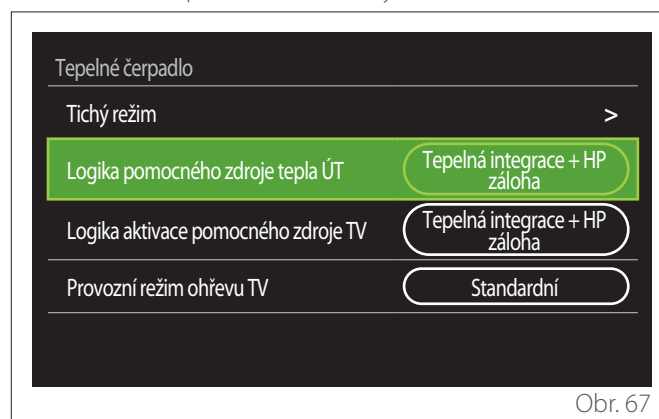 Tepelné čerpadlo
Tichý režim >
Logika pomocného zdroje tepla ÚT
Tepelná integrace + HP
záloha
Logika aktivace pomocného zdroje TV
Tepelná integrace + HP
záloha
Provozní režim ohřevu TV
Standardní
Obr. 67